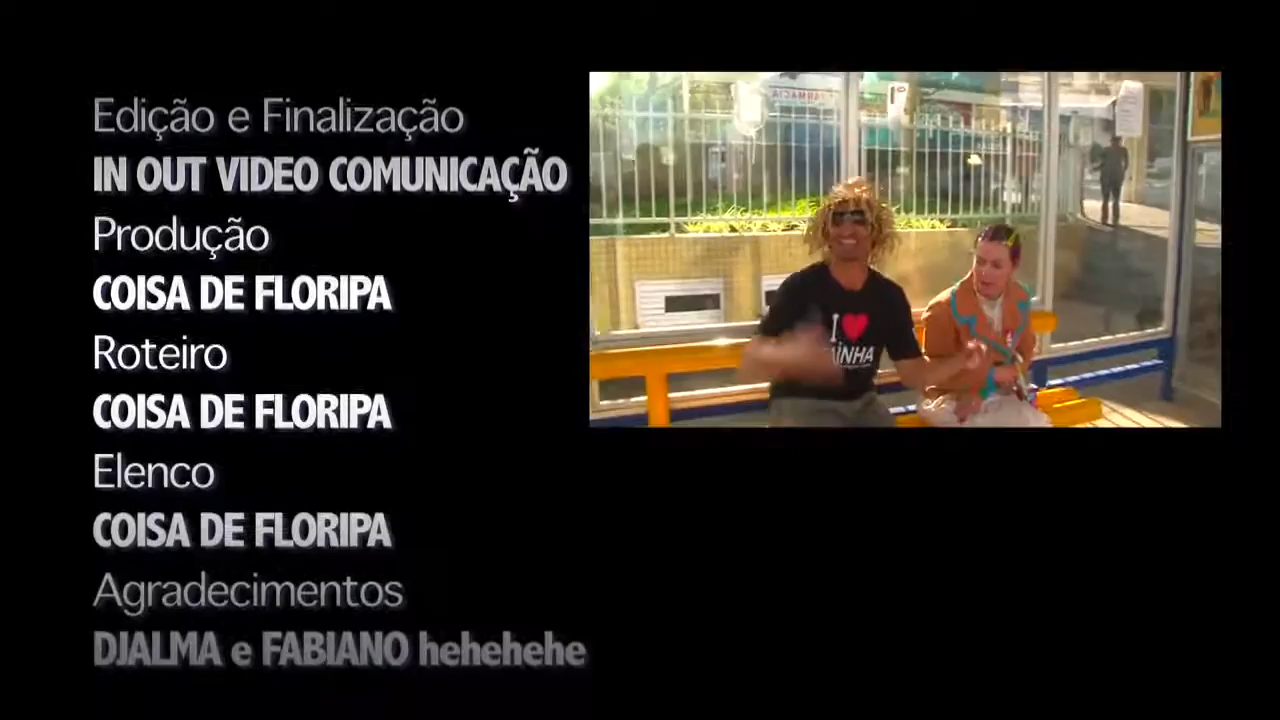 Edição e Finalização
IN OUT VIDEO COMUNICAÇÃO
Produção
COISA DE FLORIPA
Roteiro
COISA DE FLORIPA
Elenco
COISA DE FLORIPA
Agradecimentos
DJALMA e FABIANO hehehehe
FARMACIA
I